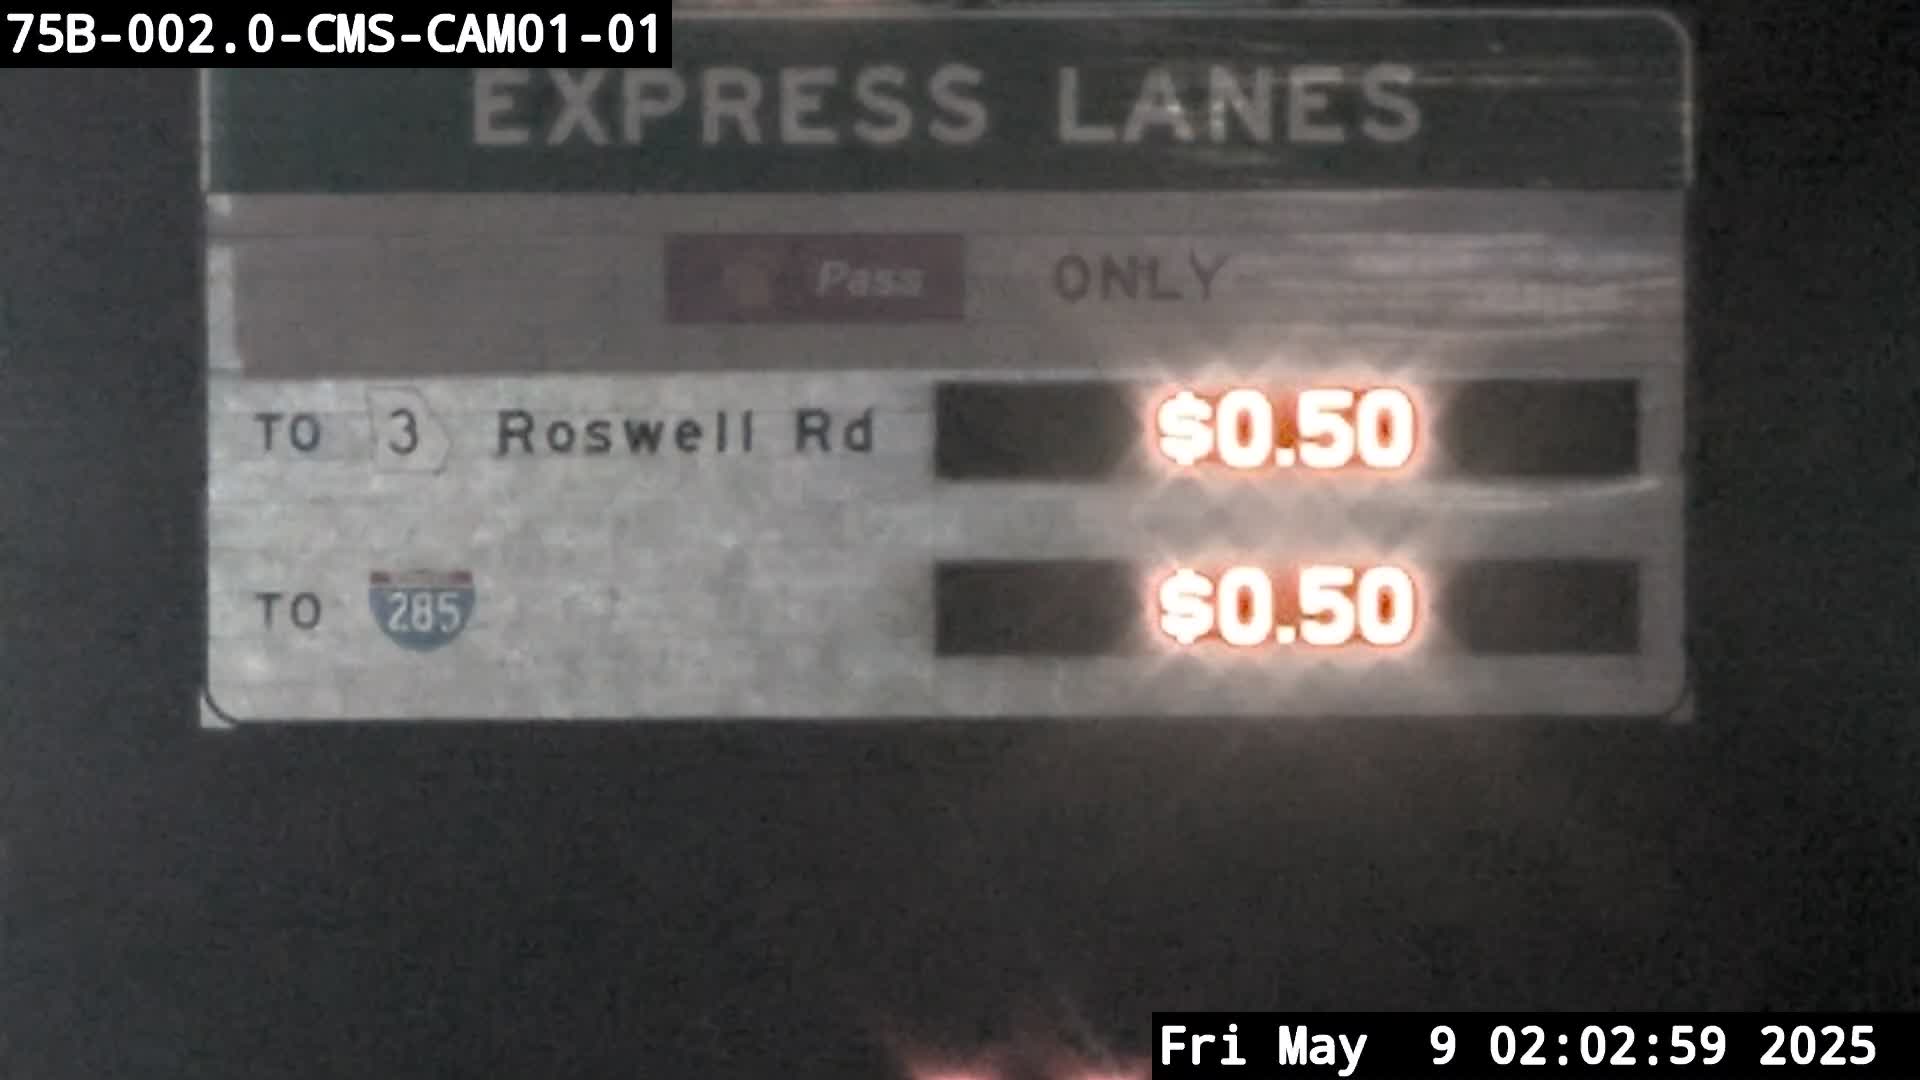 75B-002.0-CMS-CAM01-01
EXPRESS LANES
Pass ONLY
TO 3 Roswell Rd $0.50
TO 285 $0.50
Fri May 9 02:02:59 2025